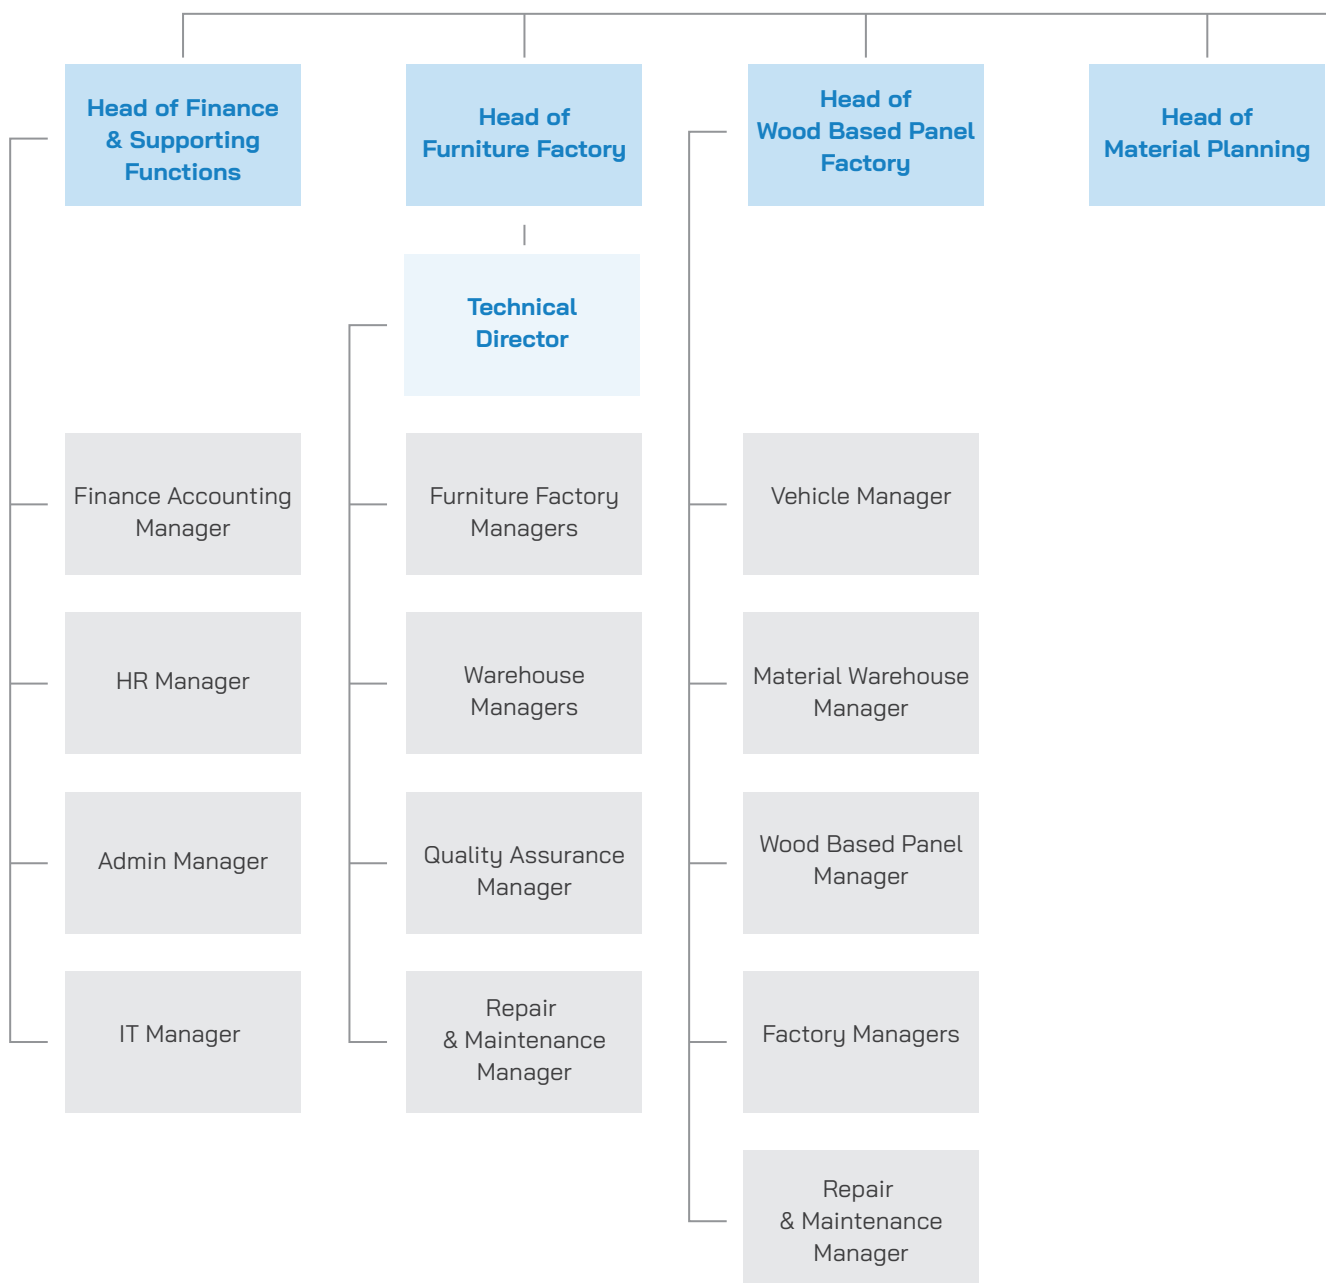 Head of Finance
& Supporting
Functions
Head of
Furniture Factory
Head of
Wood Based Panel
Factory
Head of
Material Planning
Technical
Director
Finance Accounting
Manager
Furniture Factory
Managers
Vehicle Manager
HR Manager
Warehouse
Managers
Material Warehouse
Manager
Admin Manager
Quality Assurance
Manager
Wood Based Panel
Manager
IT Manager
Repair
& Maintenance
Manager
Factory Managers
Repair
& Maintenance
Manager